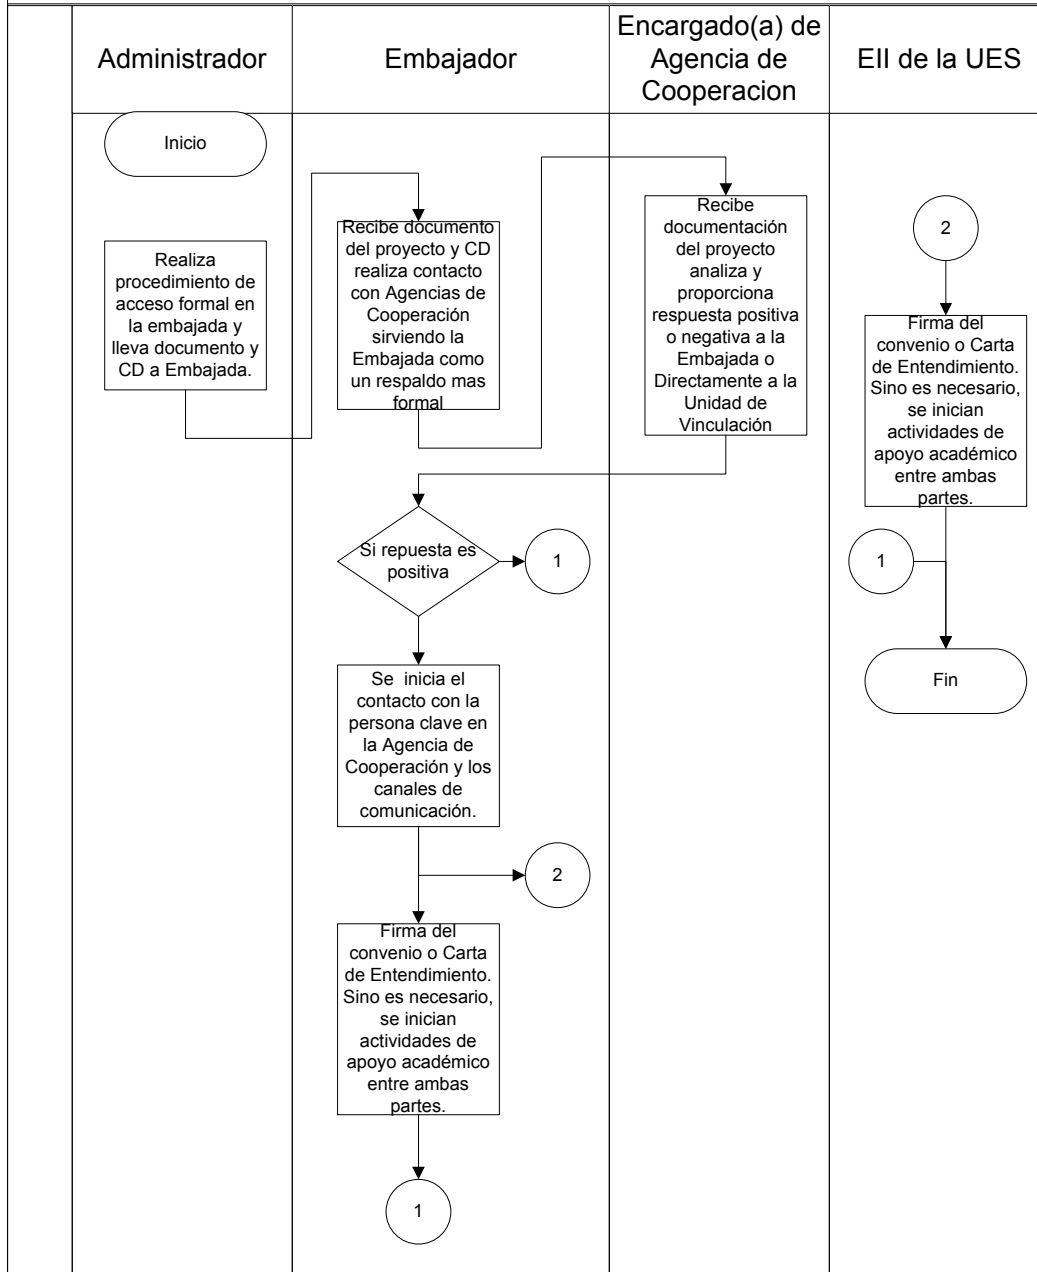 Administrador
Embajador
Encargado(a) de
Agencia de
Cooperacion
EII de la UES
Inicio
Realiza
procedimiento de
acceso formal en
la embajada y
lleva documento y
CD a Embajada.
Recibe documento
del proyecto y CD
realiza contacto
con Agencias de
Cooperación
sirviendo la
Embajada como
un respaldo mas
formal
Recibe
documentación
del proyecto
analiza y
proporciona
respuesta positiva
o negativa a la
Embajada o
Directamente a la
Unidad de
Vinculación
Si repuesta es
positiva
1
Se inicia el
contacto con la
persona clave en
la Agencia de
Cooperación y los
canales de
comunicación.
2
Firma del
convenio o Carta
de Entendimiento.
Sino es necesario,
se inician
actividades de
apoyo académico
entre ambas
partes.
1
2
Firma del
convenio o Carta
de Entendimiento.
Sino es necesario,
se inician
actividades de
apoyo académico
entre ambas
partes.
1
Fin